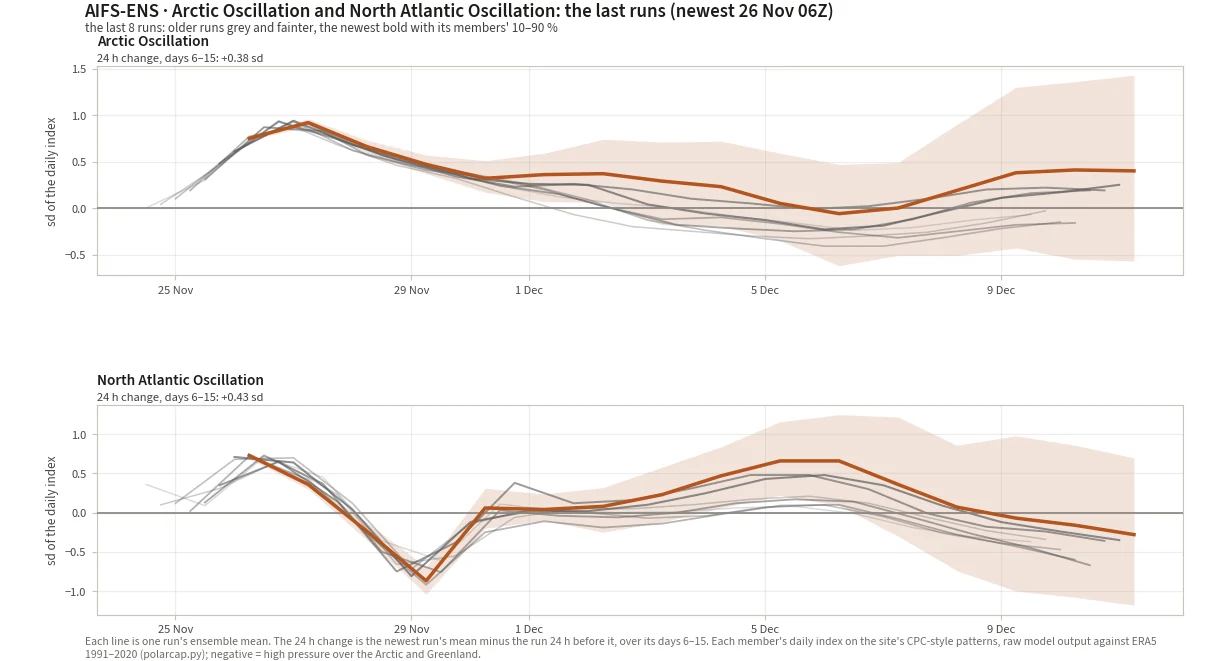 AIFS-ENS · Arctic Oscillation and North Atlantic Oscillation: the last runs (newest 26 Nov 06Z)
the last 8 runs: older runs grey and fainter, the newest bold with its members' 10–90 %
Arctic Oscillation
24 h change, days 6–15: +0.38 sd
sd of the daily index
1.5
1.0
0.5
0.0
−0.5
25 Nov 29 Nov 1 Dec 5 Dec 9 Dec
North Atlantic Oscillation
24 h change, days 6–15: +0.43 sd
sd of the daily index
1.0
0.5
0.0
−0.5
−1.0
25 Nov 29 Nov 1 Dec 5 Dec 9 Dec
Each line is one run's ensemble mean. The 24 h change is the newest run's mean minus the run 24 h before it, over its days 6–15. Each member's daily index on the site's CPC-style patterns, raw model output against ERA5
1991–2020 (polarcap.py); negative = high pressure over the Arctic and Greenland.